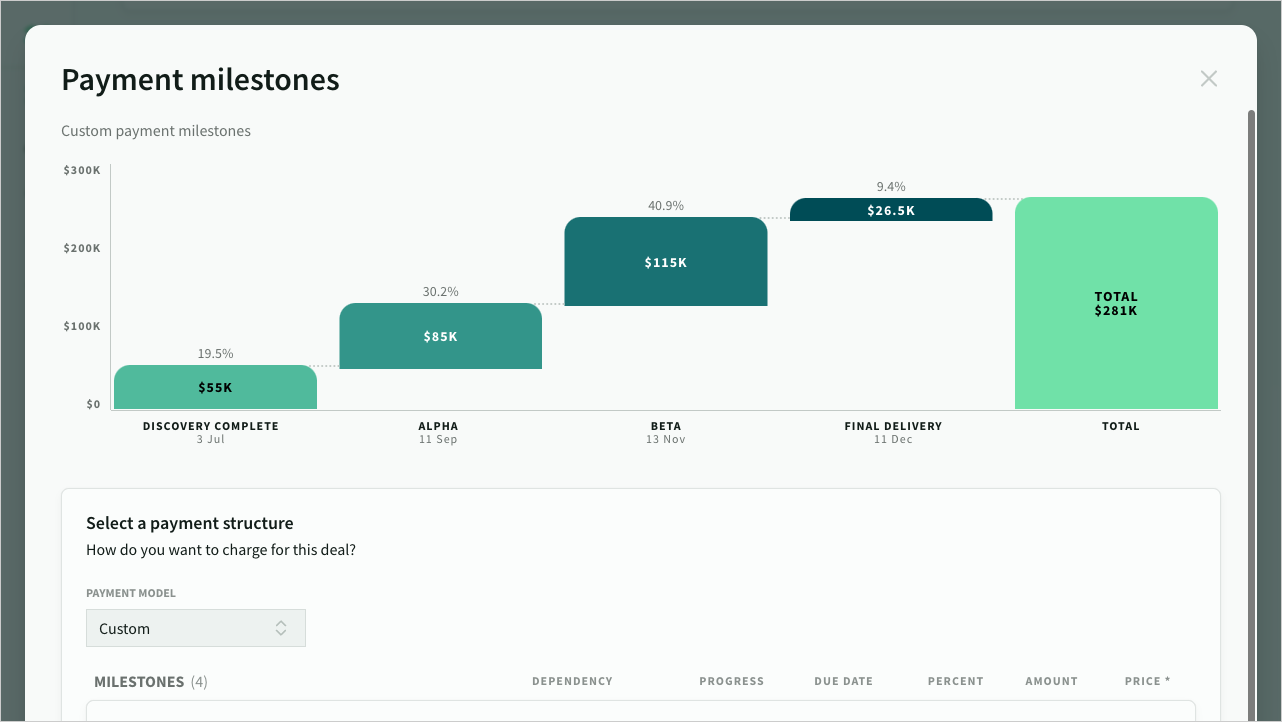 Payment milestones
Custom payment milestones
$300K
$200K
$100K
$0
19.5%
$55K
30.2%
$85K
40.9%
$115K
9.4%
$26.5K
TOTAL
$281K
DISCOVERY COMPLETE
3 Jul
ALPHA
11 Sep
BETA
13 Nov
FINAL DELIVERY
11 Dec
TOTAL
Select a payment structure
How do you want to charge for this deal?
PAYMENT MODEL
Custom
MILESTONES (4) DEPENDENCY PROGRESS DUE DATE PERCENT AMOUNT PRICE *